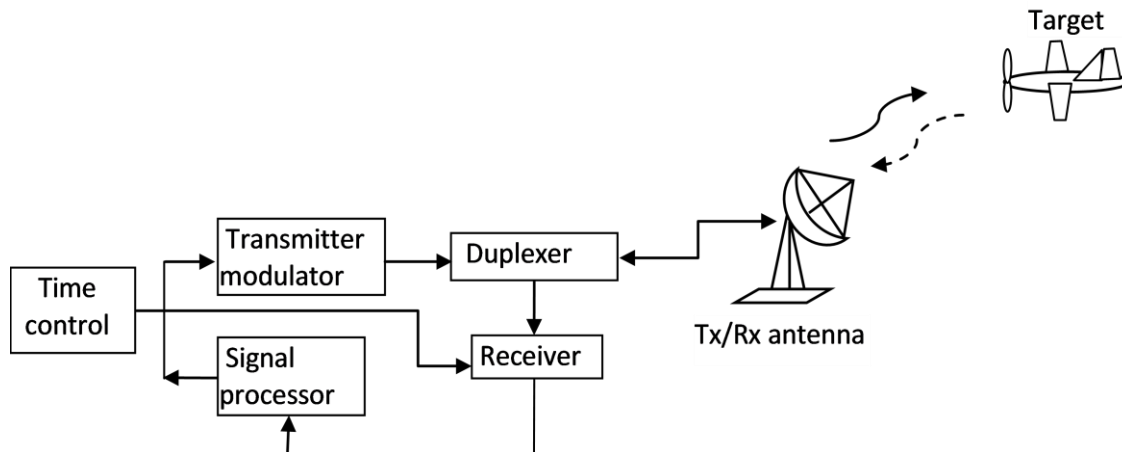 Target
Transmitter
modulator
Duplexer
Time
control
Signal
processor
Receiver
Tx/Rx antenna